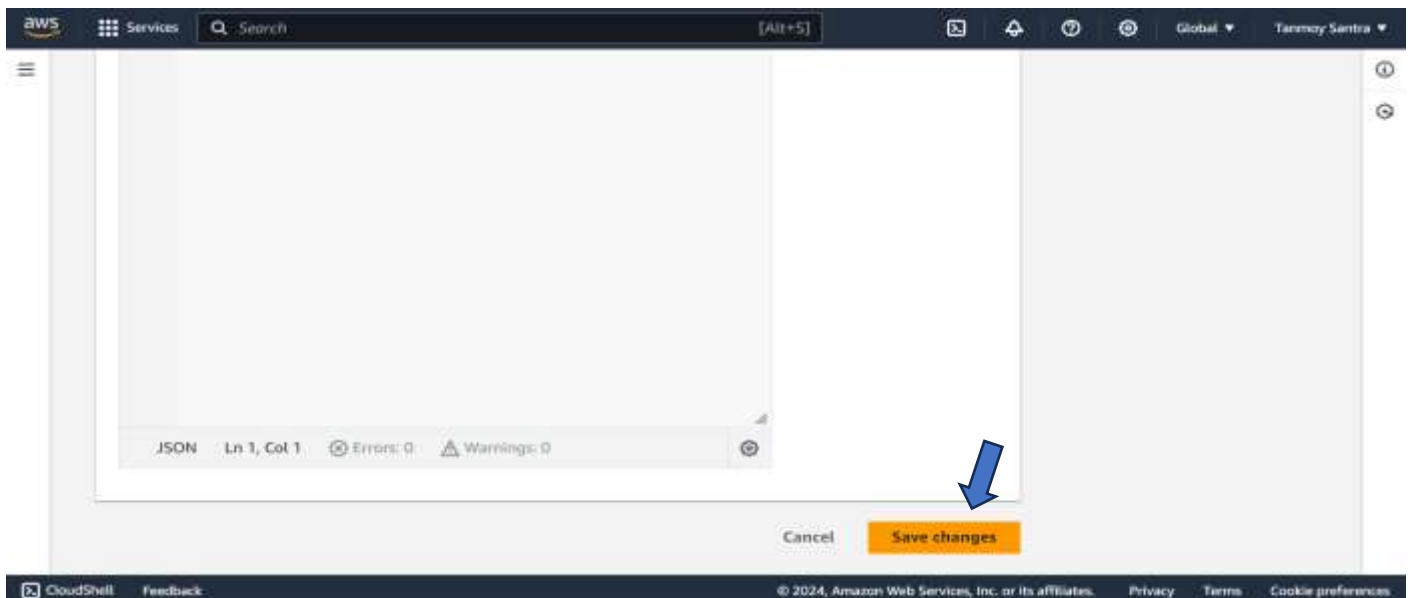 aws Services Search [Alt+S] Global Tanmoy Santra
JSON Ln 1, Col 1 Errors: 0 Warnings: 0
Cancel Save changes
CloudShell Feedback © 2024, Amazon Web Services, Inc. or its affiliates. Privacy Terms Cookie preferences